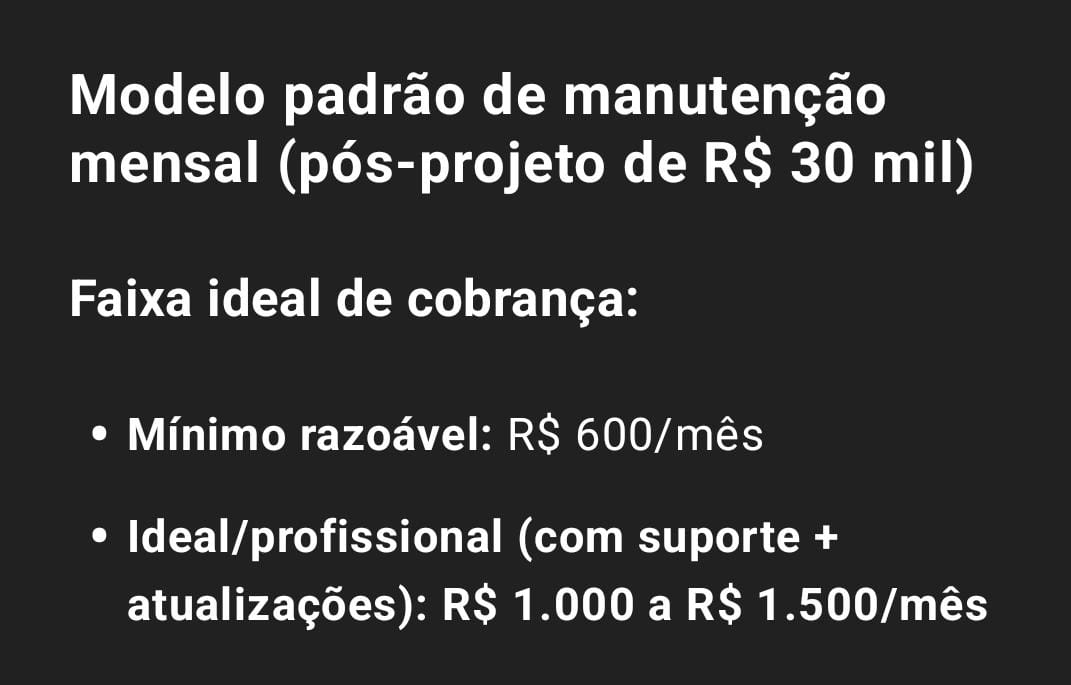 Modelo padrão de manutenção
mensal (pós-projeto de R$ 30 mil)
Faixa ideal de cobrança:
• Mínimo razoável: R$ 600/mês
• Ideal/profissional (com suporte +
atualizações): R$ 1.000 a R$ 1.500/mês